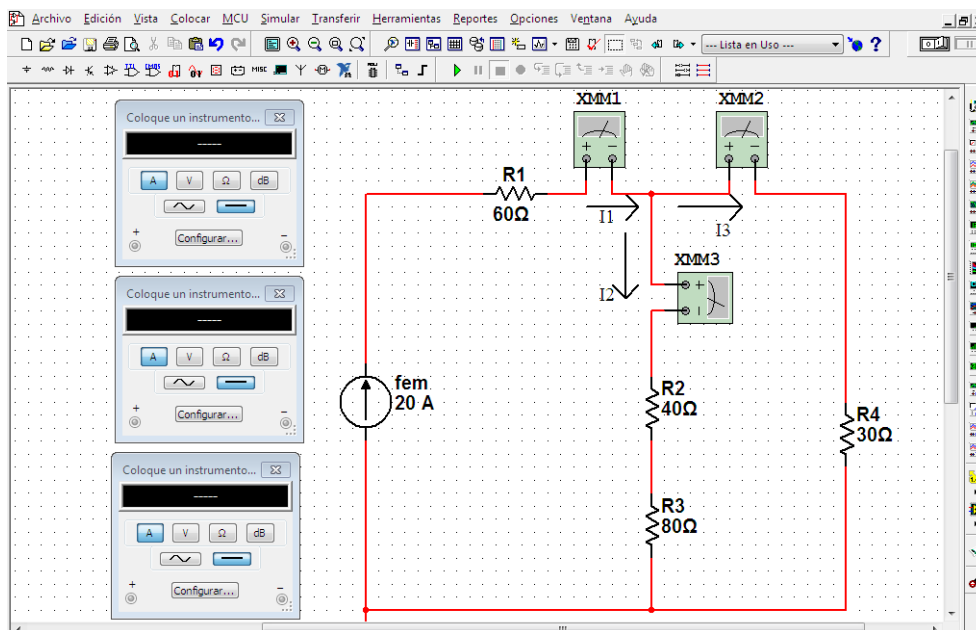 Archivo Edición Vista Colocar MCU Simular Transferir Herramientas Reportes Opciones Ventana Ayuda
--- Lista en Uso ---
MISC
XMM1
XMM2
Coloque un instrumento...
-----
A V Ω dB
+ −
Configurar...
R1
60Ω
I1
I3
XMM3
I2
Coloque un instrumento...
-----
A V Ω dB
+ −
Configurar...
fem
20 A
R2
40Ω
R4
30Ω
Coloque un instrumento...
-----
A V Ω dB
+ −
Configurar...
R3
80Ω